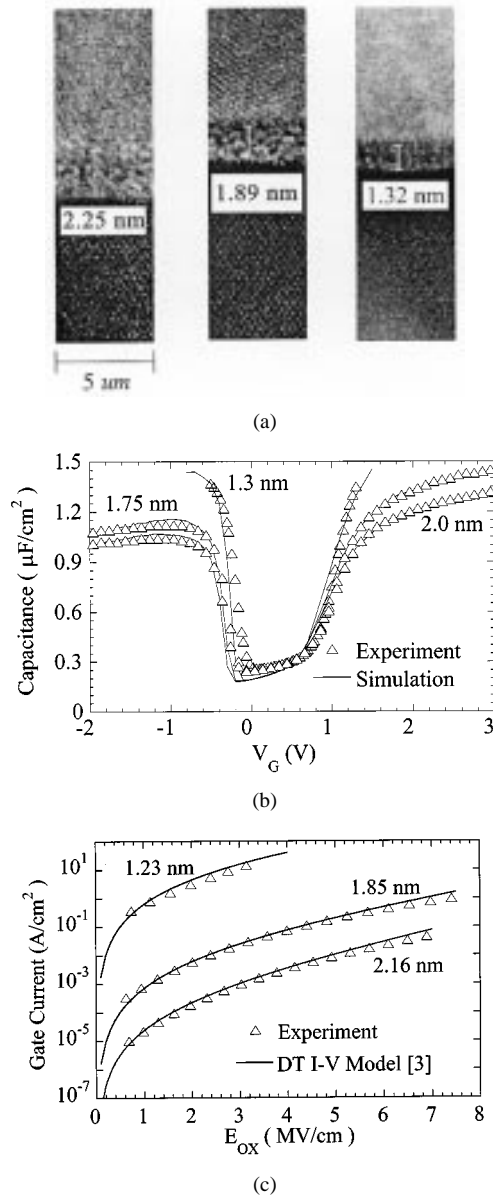 2.25 nm
1.89 nm
1.32 nm
5 um
(a)
Capacitance ( μF/cm²)
1.5
1.2
0.9
0.6
0.3
0
1.75 nm
1.3 nm
2.0 nm
△ Experiment
— Simulation
-2 -1 0 1 2 3
V_G (V)
(b)
Gate Current (A/cm²)
10¹
10⁻¹
10⁻³
10⁻⁵
10⁻⁷
1.23 nm
1.85 nm
2.16 nm
△ Experiment
— DT I-V Model [3]
0 1 2 3 4 5 6 7 8
E_OX ( MV/cm)
(c)